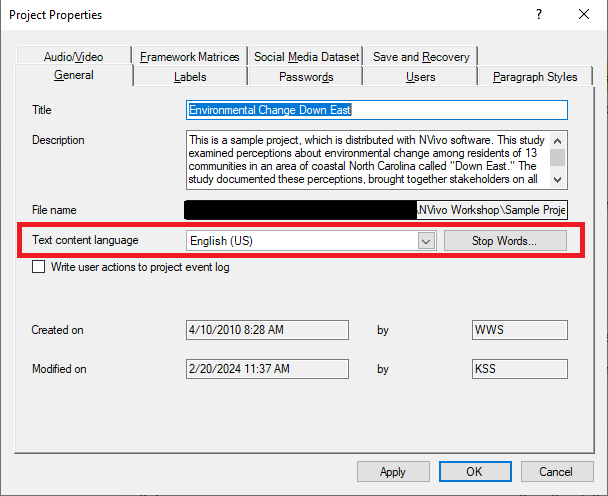 Project Properties
?
Audio/Video Framework Matrices Social Media Dataset Save and Recovery
General Labels Passwords Users Paragraph Styles
Title Environmental Change Down East
Description This is a sample project, which is distributed with NVivo software. This study
examined perceptions about environmental change among residents of 13
communities in an area of coastal North Carolina called "Down East." The
study documented these perceptions, brought together stakeholders on all
File name \NVivo Workshop\Sample Proje
Text content language English (US) Stop Words...
Write user actions to project event log
Created on 4/10/2010 8:28 AM by WWS
Modified on 2/20/2024 11:37 AM by KSS
Apply OK Cancel